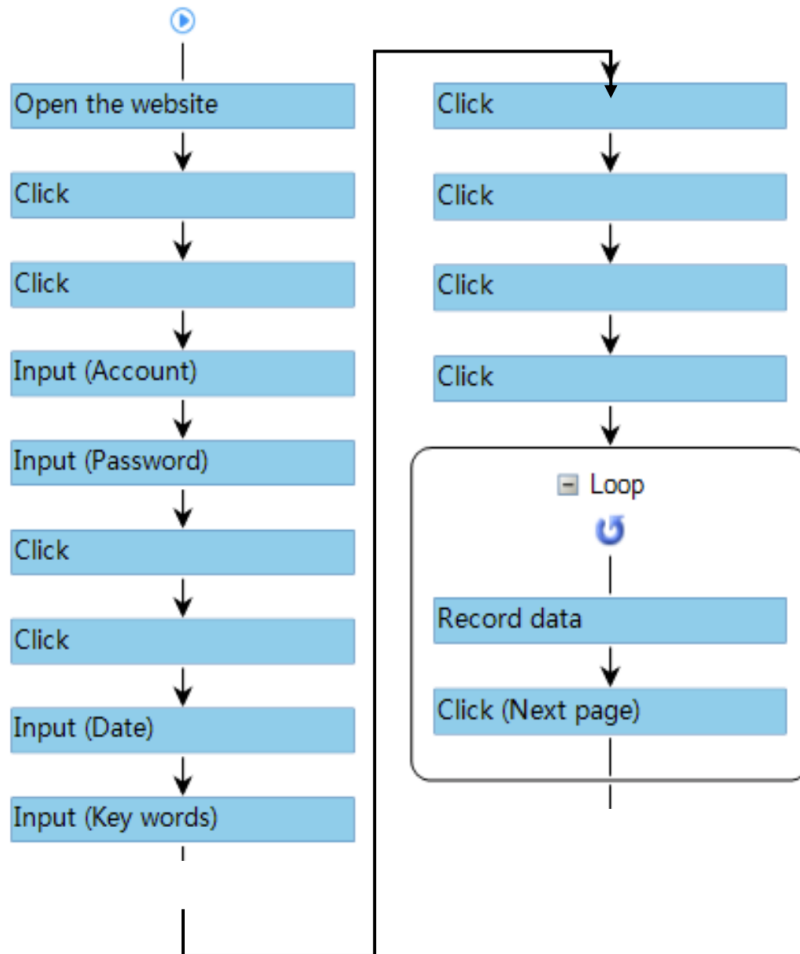 Open the website
Click
Click
Input (Account)
Input (Password)
Click
Click
Input (Date)
Input (Key words)
Click
Click
Click
Click
Loop
Record data
Click (Next page)